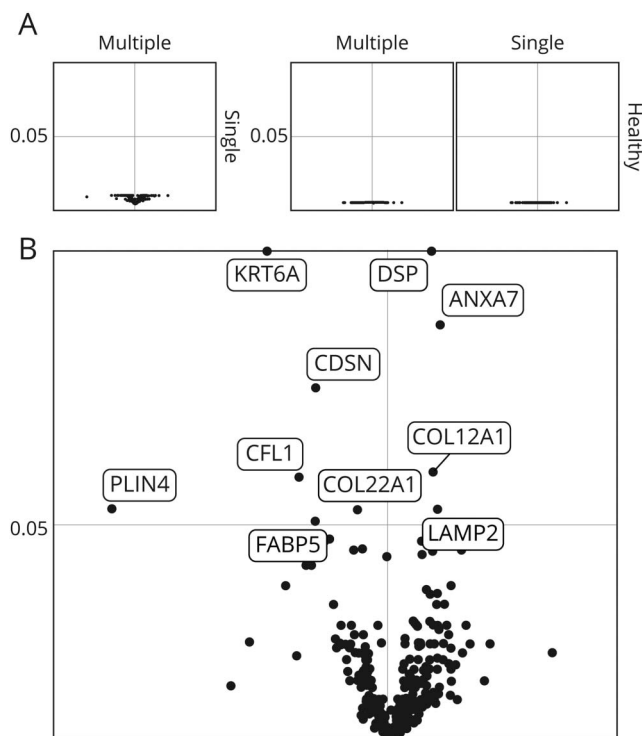 A
Multiple
Single
0.05
Multiple
Single
Healthy
0.05
B
KRT6A
DSP
ANXA7
CDSN
COL12A1
CFL1
PLIN4
COL22A1
0.05
LAMP2
FABP5